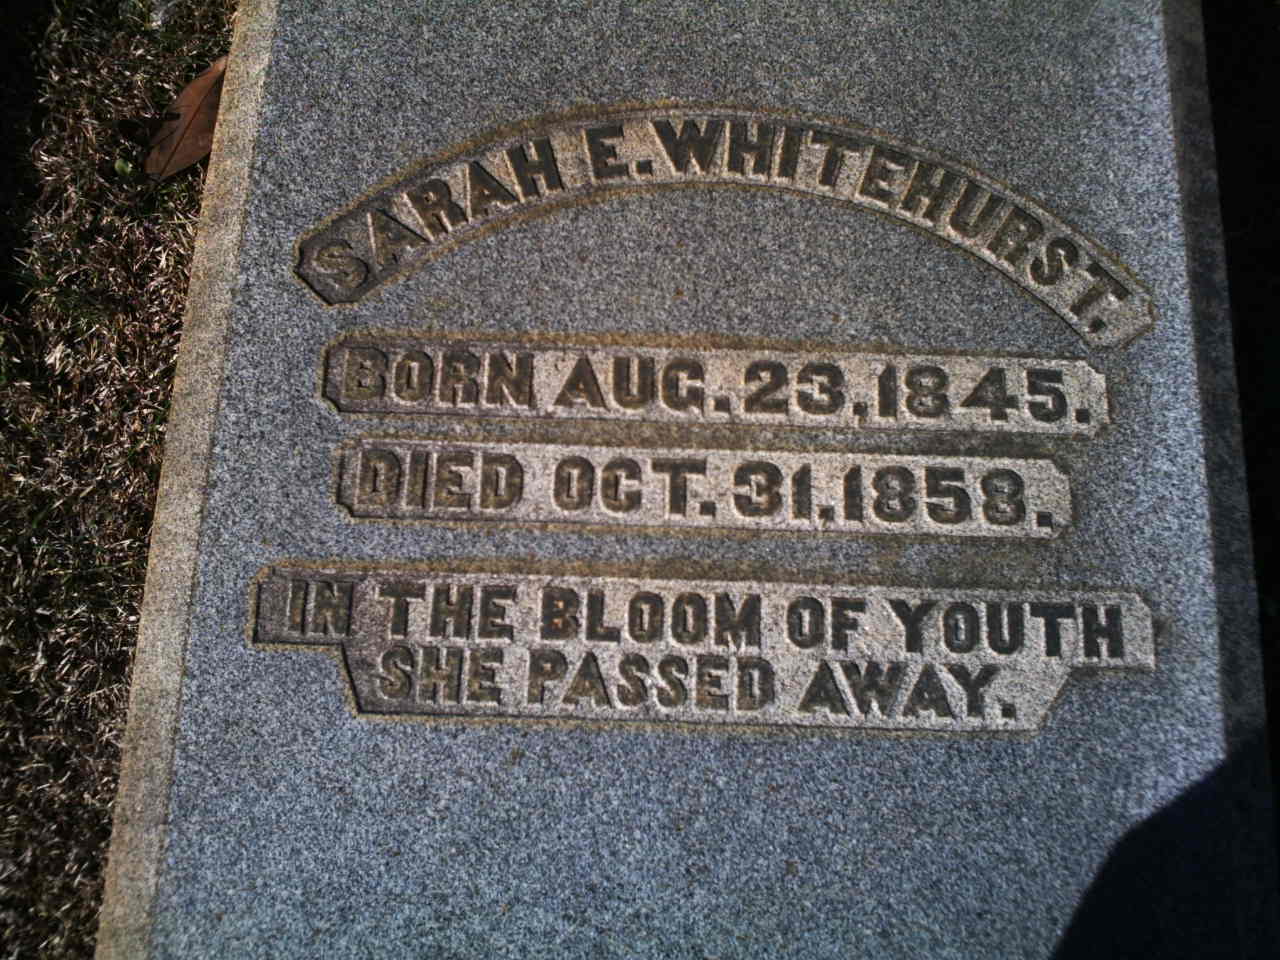 SARAH E. WHITEHURST.
BORN AUG. 23, 1845.
DIED OCT. 31, 1858.
IN THE BLOOM OF YOUTH
SHE PASSED AWAY.